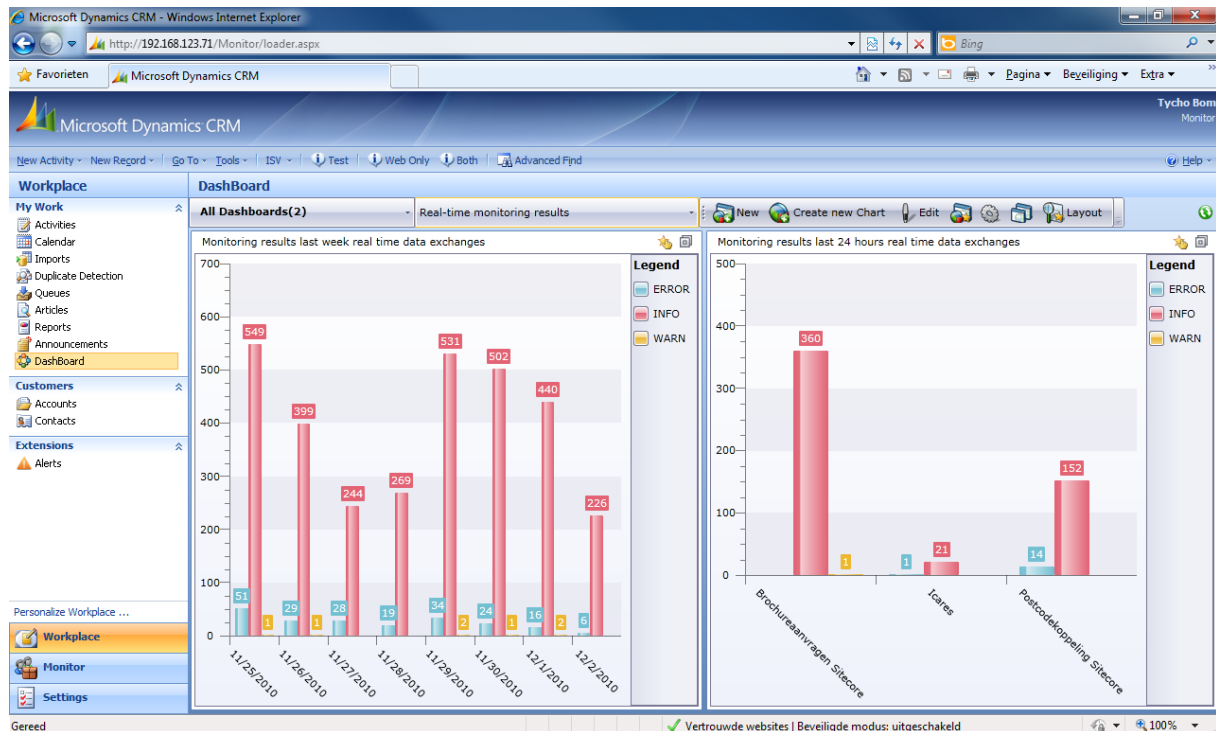 Microsoft Dynamics CRM - Windows Internet Explorer
http://192.168.123.71/Monitor/loader.aspx
Bing
Favorieten
Microsoft Dynamics CRM
Pagina
Beveiliging
Extra
Microsoft Dynamics CRM
Tycho Bom
Monitor
New Activity
New Record
Go To
Tools
ISV
Test
Web Only
Both
Advanced Find
Help
Workplace
DashBoard
My Work
Activities
Calendar
Imports
Duplicate Detection
Queues
Articles
Reports
Announcements
DashBoard
Customers
Accounts
Contacts
Extensions
Alerts
Personalize Workplace ...
Workplace
Monitor
Settings
All Dashboards(2)
Real-time monitoring results
New
Create new Chart
Edit
Layout
Monitoring results last week real time data exchanges
700
600
500
400
300
200
100
0
549
399
244
269
531
502
440
226
51
1
29
1
28
19
34
2
24
1
16
2
6
11/25/2010
11/26/2010
11/27/2010
11/28/2010
11/29/2010
11/30/2010
12/1/2010
12/2/2010
Legend
ERROR
INFO
WARN
Monitoring results last 24 hours real time data exchanges
500
400
300
200
100
0
360
1
1
21
14
152
Brochureaanvragen Sitecore
Icares
Postcodekoppeling Sitecore
Legend
ERROR
INFO
WARN
Gereed
Vertrouwde websites | Beveiligde modus: uitgeschakeld
100%